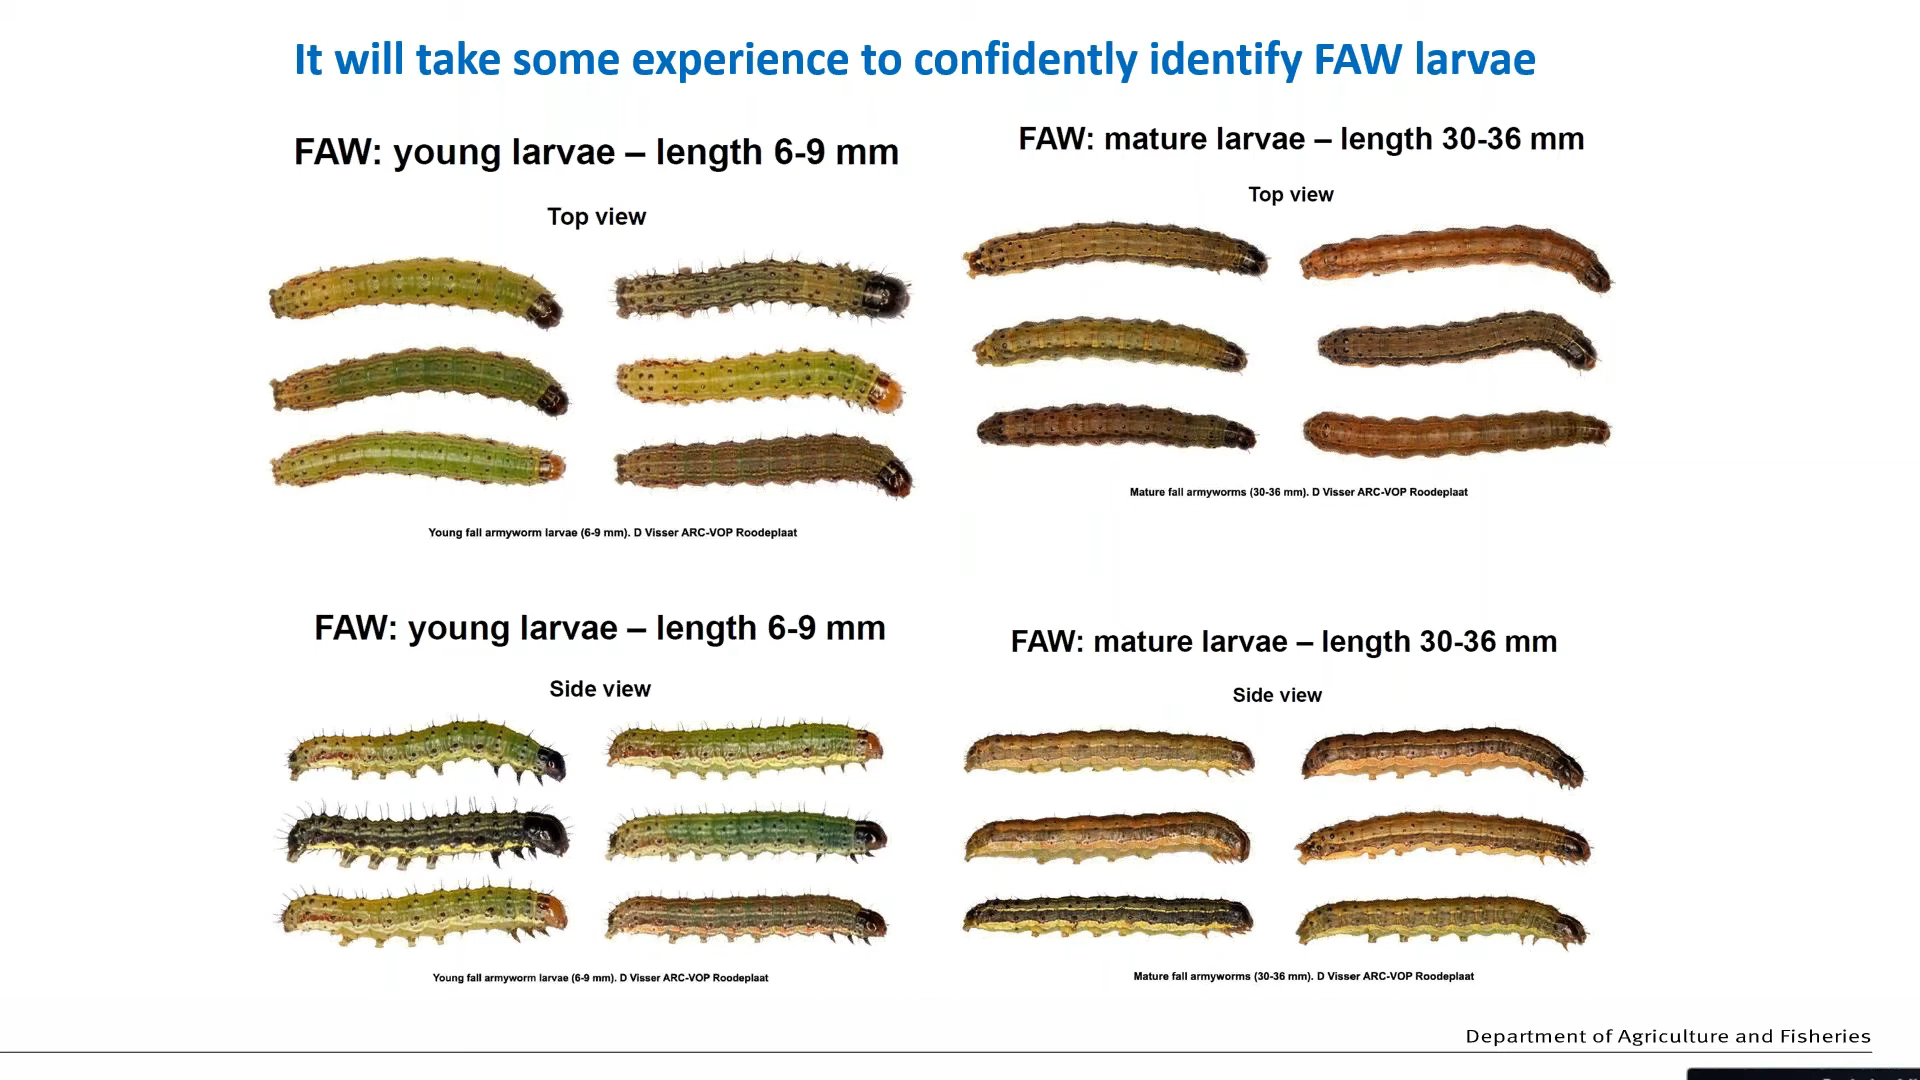 It will take some experience to confidently identify FAW larvae
FAW: young larvae – length 6-9 mm
Top view
Young fall armyworm larvae (6-9 mm). D Visser ARC-VOP Roodeplaat
FAW: mature larvae – length 30-36 mm
Top view
Mature fall armyworms (30-36 mm). D Visser ARC-VOP Roodeplaat
FAW: young larvae – length 6-9 mm
Side view
Young fall armyworm larvae (6-9 mm). D Visser ARC-VOP Roodeplaat
FAW: mature larvae – length 30-36 mm
Side view
Mature fall armyworms (30-36 mm). D Visser ARC-VOP Roodeplaat
Department of Agriculture and Fisheries